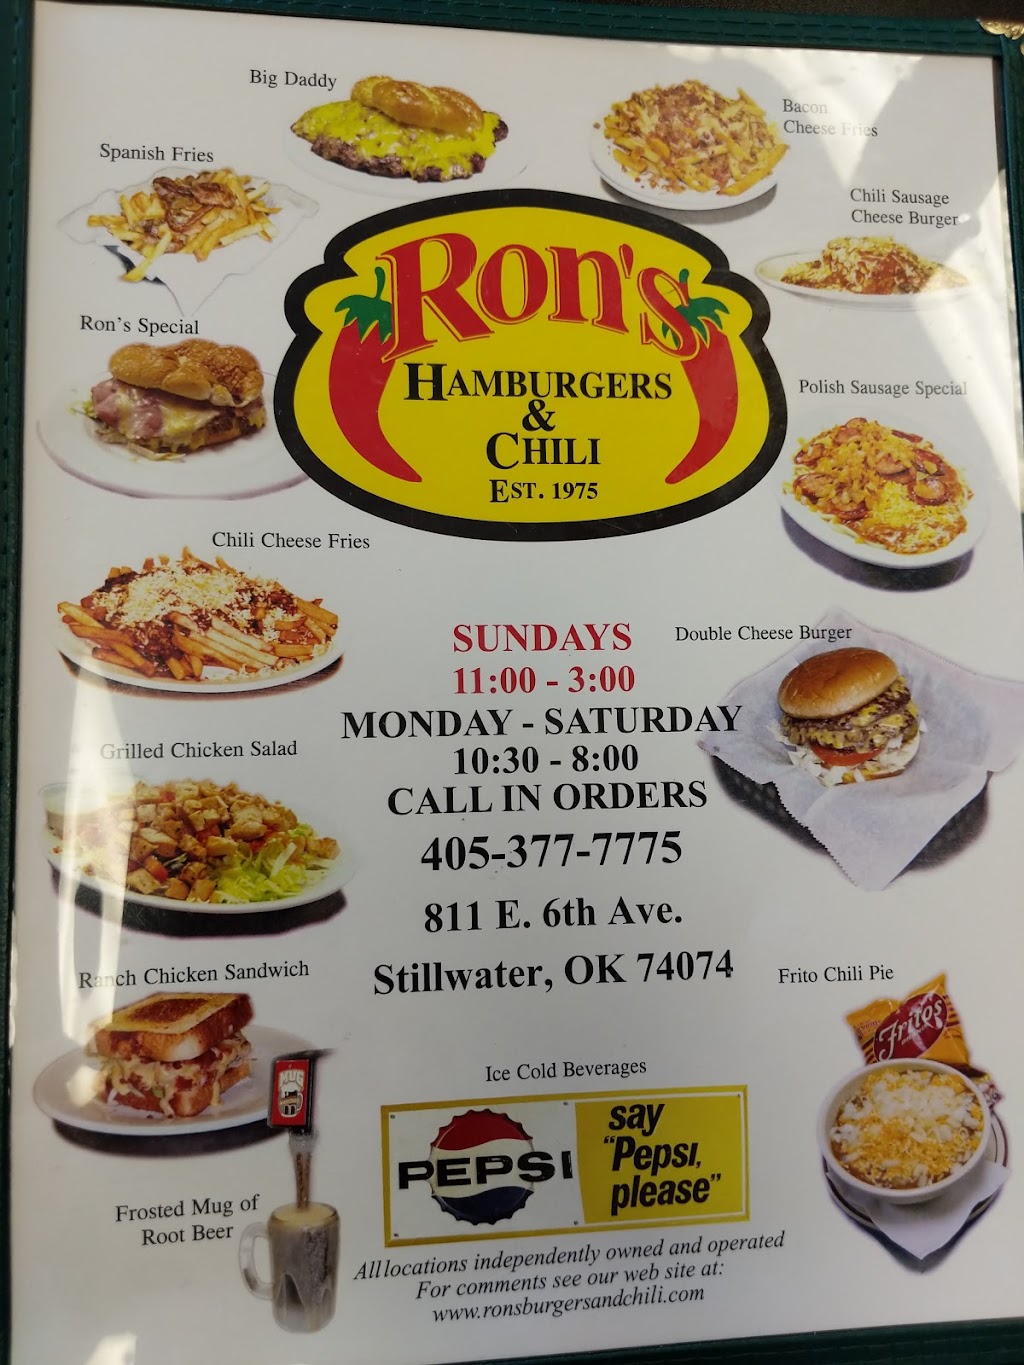 Big Daddy
Bacon
Cheese Fries
Spanish Fries
Chili Sausage
Cheese Burger
Ron's
Ron's Special
Hamburgers
&
Chili
Est. 1975
Polish Sausage Special
Chili Cheese Fries
SUNDAYS
11:00 - 3:00
Double Cheese Burger
MONDAY - SATURDAY
10:30 - 8:00
Grilled Chicken Salad
CALL IN ORDERS
405-377-7775
811 E. 6th Ave.
Stillwater, OK 74074
Ranch Chicken Sandwich
Frito Chili Pie
Fritos
Ice Cold Beverages
MUG
PEPSI
say
"Pepsi,
please"
Frosted Mug of
Root Beer
All locations independently owned and operated
For comments see our web site at:
www.ronsburgersandchili.com